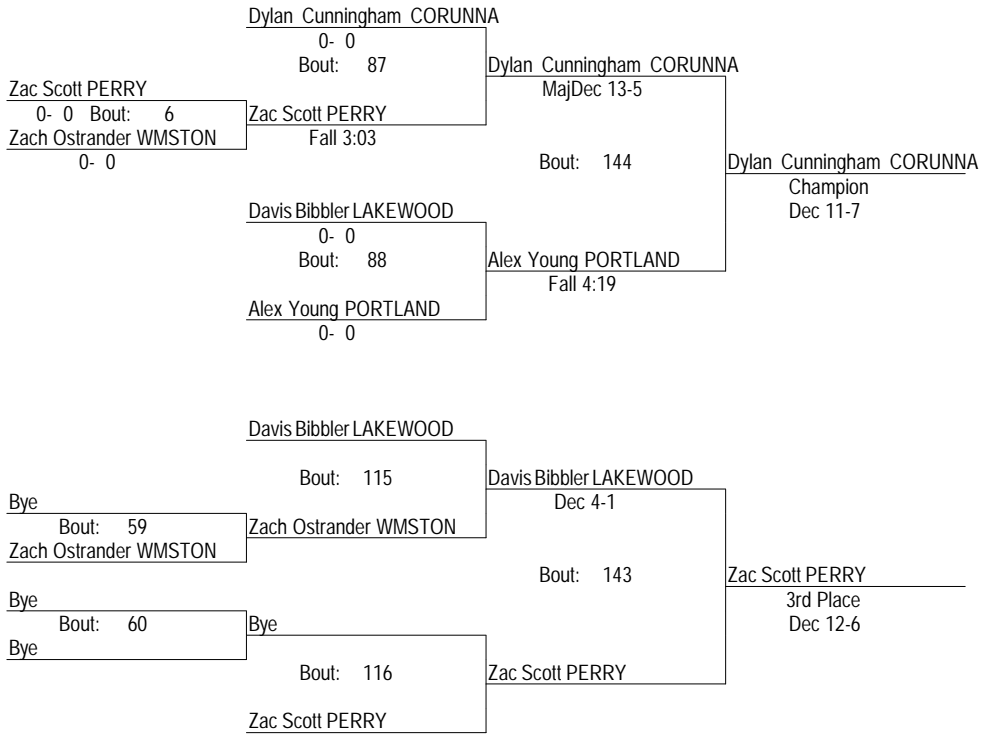 Dylan Cunningham CORUNNA
0- 0
Bout: 87
Dylan Cunningham CORUNNA
Zac Scott PERRY
MajDec 13-5
0- 0 Bout: 6
Zac Scott PERRY
Zach Ostrander WMSTON
Fall 3:03
0- 0
Bout: 144
Dylan Cunningham CORUNNA
Champion
Dec 11-7
Davis Bibbler LAKEWOOD
0- 0
Bout: 88
Alex Young PORTLAND
Fall 4:19
Alex Young PORTLAND
0- 0
Davis Bibbler LAKEWOOD
Bout: 115
Davis Bibbler LAKEWOOD
Bye
Dec 4-1
Bout: 59
Zach Ostrander WMSTON
Zach Ostrander WMSTON
Bout: 143
Zac Scott PERRY
Bye
3rd Place
Bout: 60
Bye
Dec 12-6
Bye
Bout: 116
Zac Scott PERRY
Zac Scott PERRY